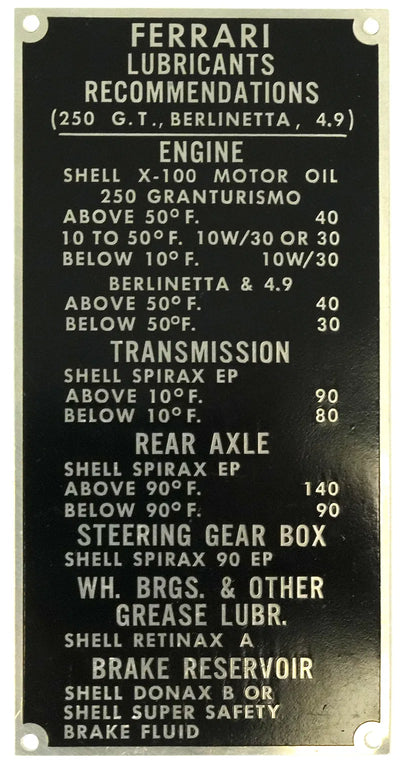 FERRARI
LUBRICANTS
RECOMMENDATIONS
(250 G.T., BERLINETTA, 4.9)
ENGINE
SHELL X-100 MOTOR OIL
250 GRANTURISMO
ABOVE 50° F. 40
10 TO 50° F. 10W/30 OR 30
BELOW 10° F. 10W/30
BERLINETTA & 4.9
ABOVE 50° F. 40
BELOW 50°F. 30
TRANSMISSION
SHELL SPIRAX EP
ABOVE 10° F. 90
BELOW 10° F. 80
REAR AXLE
SHELL SPIRAX EP
ABOVE 90° F. 140
BELOW 90° F. 90
STEERING GEAR BOX
SHELL SPIRAX 90 EP
WH. BRGS. & OTHER
GREASE LUBR.
SHELL RETINAX A
BRAKE RESERVOIR
SHELL DONAX B OR
SHELL SUPER SAFETY
BRAKE FLUID